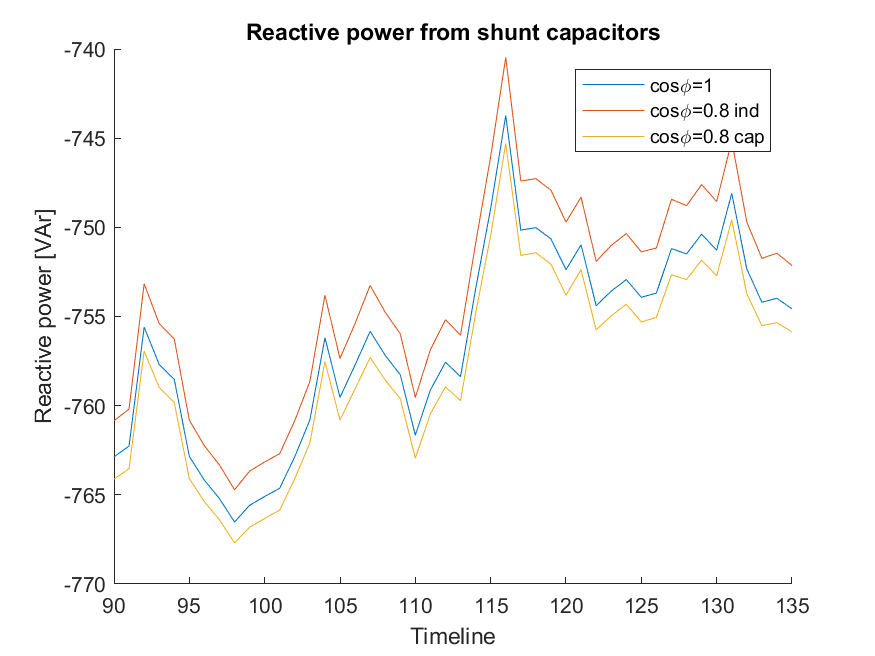 Reactive power from shunt capacitors
-740
-745
-750
-755
-760
-765
-770
Reactive power [VAr]
cosϕ=1
cosϕ=0.8 ind
cosϕ=0.8 cap
90 95 100 105 110 115 120 125 130 135
Timeline